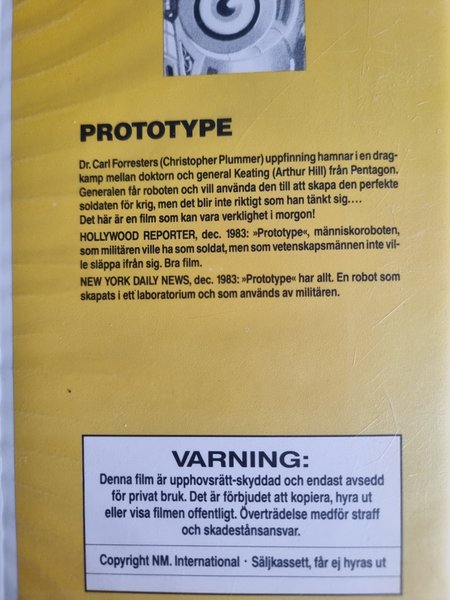 PROTOTYPE
Dr. Carl Forresters (Christopher Plummer) uppfinning hamnar i en drag-
kamp mellan doktorn och general Keating (Arthur Hill) från Pentagon.
Generalen får roboten och vill använda den till att skapa den perfekte
soldaten för krig, men det blir inte riktigt som han tänkt sig....
Det här är en film som kan vara verklighet i morgon!
HOLLYWOOD REPORTER, dec. 1983: »Prototype«, människoroboten,
som militären ville ha som soldat, men som vetenskapsmännen inte vil-
le släppa ifrån sig. Bra film.
NEW YORK DAILY NEWS, dec. 1983: »Prototype« har allt. En robot som
skapats i ett laboratorium och som används av militären.
VARNING:
Denna film är upphovsrätt-skyddad och endast avsedd
för privat bruk. Det är förbjudet att kopiera, hyra ut
eller visa filmen offentligt. Överträdelse medför straff
och skadeståndsansvar.
Copyright NM. International · Säljkassett, får ej hyras ut